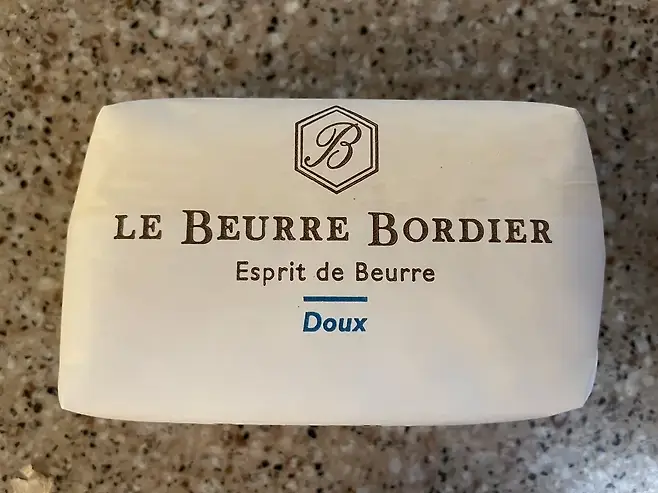 B
LE BEURRE BORDIER
Esprit de Beurre
Doux